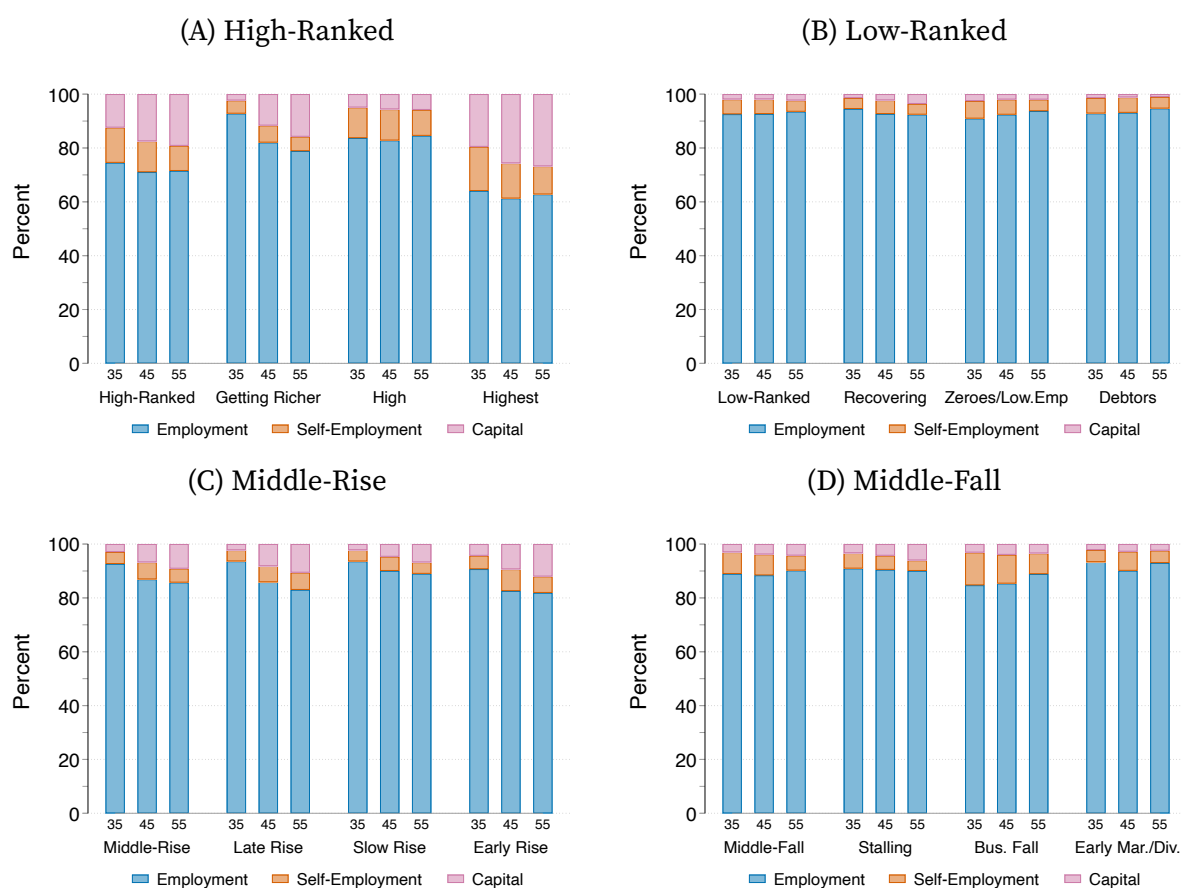 (A) High-Ranked
Percent
100
80
60
40
20
0
35 45 55 35 45 55 35 45 55 35 45 55
High-Ranked Getting Richer High Highest
Employment Self-Employment Capital
(B) Low-Ranked
Percent
100
80
60
40
20
0
35 45 55 35 45 55 35 45 55 35 45 55
Low-Ranked Recovering Zeroes/Low.Emp Debtors
Employment Self-Employment Capital
(C) Middle-Rise
Percent
100
80
60
40
20
0
35 45 55 35 45 55 35 45 55 35 45 55
Middle-Rise Late Rise Slow Rise Early Rise
Employment Self-Employment Capital
(D) Middle-Fall
Percent
100
80
60
40
20
0
35 45 55 35 45 55 35 45 55 35 45 55
Middle-Fall Stalling Bus. Fall Early Mar./Div.
Employment Self-Employment Capital